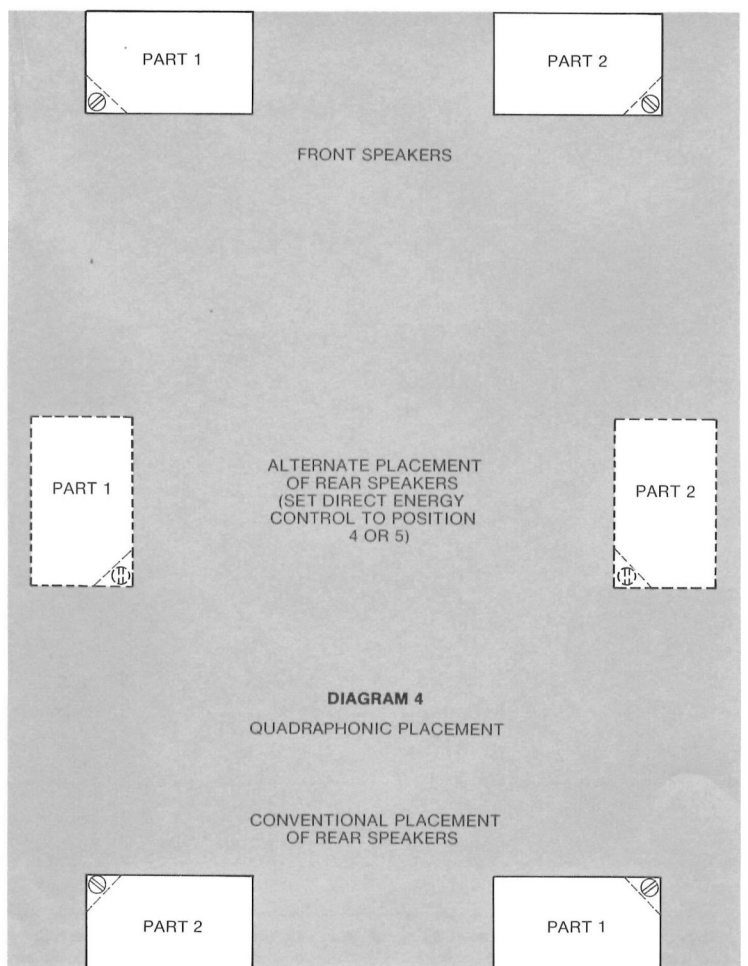 PART 1
PART 2
FRONT SPEAKERS
PART 1
ALTERNATE PLACEMENT
OF REAR SPEAKERS
(SET DIRECT ENERGY
CONTROL TO POSITION
4 OR 5)
PART 2
DIAGRAM 4
QUADRAPHONIC PLACEMENT
CONVENTIONAL PLACEMENT
OF REAR SPEAKERS
PART 2
PART 1